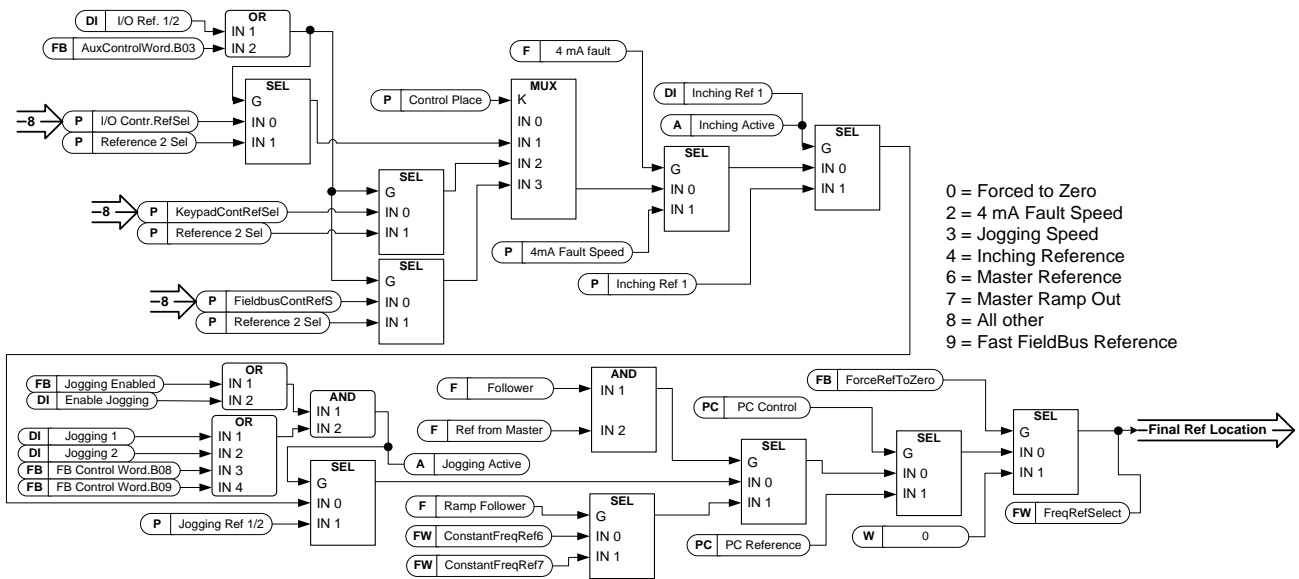 DI I/O Ref. 1/2
FB AuxControlWord.B03
OR
IN 1
IN 2
SEL
G
IN 0
IN 1
–8
P I/O Contr.RefSel
P Reference 2 Sel
–8
P KeypadContRefSel
P Reference 2 Sel
SEL
G
IN 0
IN 1
–8
P FieldbusContRefS
P Reference 2 Sel
SEL
G
IN 0
IN 1
P Control Place
MUX
K
IN 0
IN 1
IN 2
IN 3
F 4 mA fault
P 4mA Fault Speed
SEL
G
IN 0
IN 1
DI Inching Ref 1
A Inching Active
P Inching Ref 1
SEL
G
IN 0
IN 1
0 = Forced to Zero
2 = 4 mA Fault Speed
3 = Jogging Speed
4 = Inching Reference
6 = Master Reference
7 = Master Ramp Out
8 = All other
9 = Fast FieldBus Reference
FB Jogging Enabled
DI Enable Jogging
OR
IN 1
IN 2
DI Jogging 1
DI Jogging 2
FB FB Control Word.B08
FB FB Control Word.B09
OR
IN 1
IN 2
IN 3
IN 4
AND
IN 1
IN 2
A Jogging Active
P Jogging Ref 1/2
SEL
G
IN 0
IN 1
F Follower
F Ref from Master
AND
IN 1
IN 2
F Ramp Follower
FW ConstantFreqRef6
FW ConstantFreqRef7
SEL
G
IN 0
IN 1
SEL
G
IN 0
IN 1
PC PC Control
PC PC Reference
SEL
G
IN 0
IN 1
FB ForceRefToZero
W 0
SEL
G
IN 0
IN 1
Final Ref Location
FW FreqRefSelect